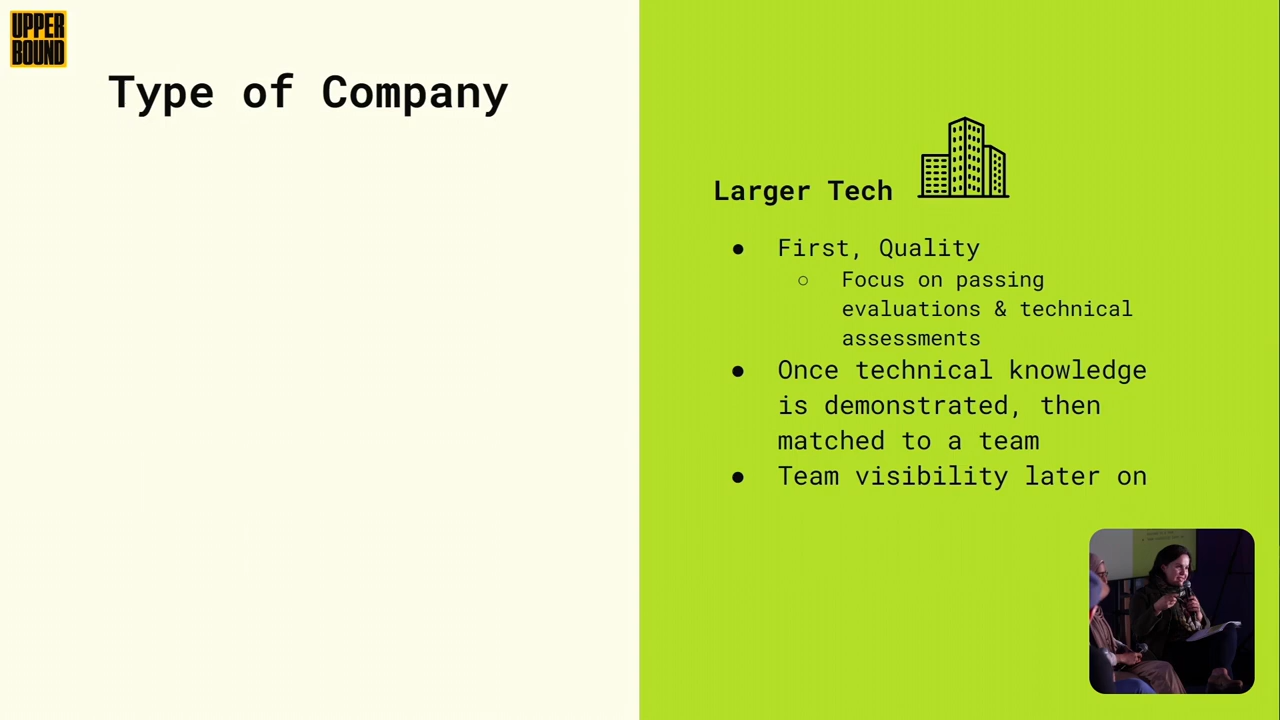 UPPER
BOUND
Type of Company
Larger Tech
● First, Quality
○ Focus on passing
evaluations & technical
assessments
● Once technical knowledge
is demonstrated, then
matched to a team
● Team visibility later on